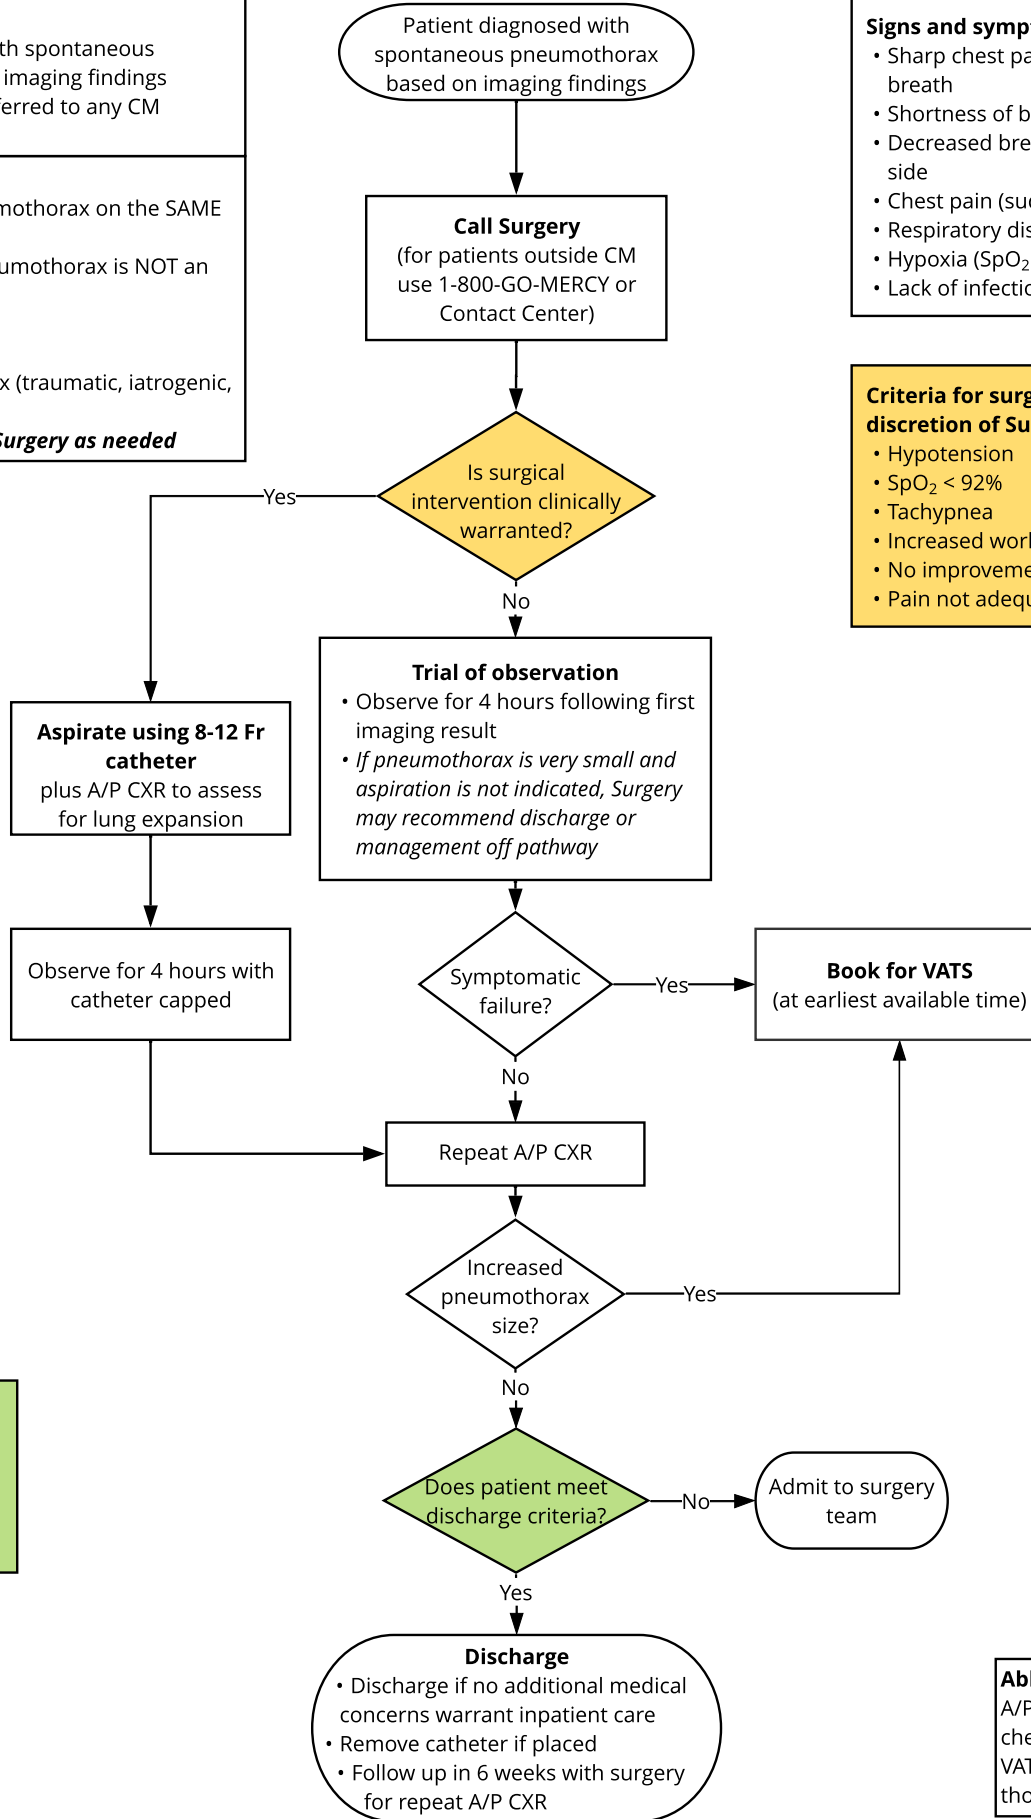 th spontaneous
imaging findings
erred to any CM
mothorax on the SAME
umothorax is NOT an
x (traumatic, iatrogenic,
Surgery as needed
Patient diagnosed with
spontaneous pneumothorax
based on imaging findings
Call Surgery
(for patients outside CM
use 1-800-GO-MERCY or
Contact Center)
Is surgical
intervention clinically
warranted?
Yes
No
Signs and symp
• Sharp chest pa
breath
• Shortness of b
• Decreased bre
side
• Chest pain (su
• Respiratory dis
• Hypoxia (SpO₂
• Lack of infectio
Criteria for surg
discretion of Su
• Hypotension
• SpO₂ < 92%
• Tachypnea
• Increased work
• No improveme
• Pain not adequ
Aspirate using 8-12 Fr
catheter
plus A/P CXR to assess
for lung expansion
Trial of observation
• Observe for 4 hours following first
imaging result
• If pneumothorax is very small and
aspiration is not indicated, Surgery
may recommend discharge or
management off pathway
Observe for 4 hours with
catheter capped
Symptomatic
failure?
Yes
Book for VATS
(at earliest available time)
No
Repeat A/P CXR
Increased
pneumothorax
size?
Yes
No
Does patient meet
discharge criteria?
No
Admit to surgery
team
Yes
Discharge
• Discharge if no additional medical
concerns warrant inpatient care
• Remove catheter if placed
• Follow up in 6 weeks with surgery
for repeat A/P CXR
Ab
A/P
che
VAT
tho